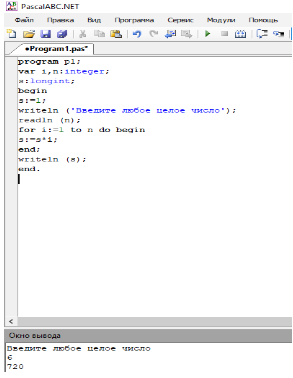 PascalABC.NET
Файл Правка Вид Программа Сервис Модули Помощь
•Program1.pas*
program p1;
var i,n:integer;
s:longint;
begin
s:=1;
writeln ('Введите любое целое число');
readln (n);
for i:=1 to n do begin
s:=s*i;
end;
writeln (s);
end.
Окно вывода
Введите любое целое число
6
720